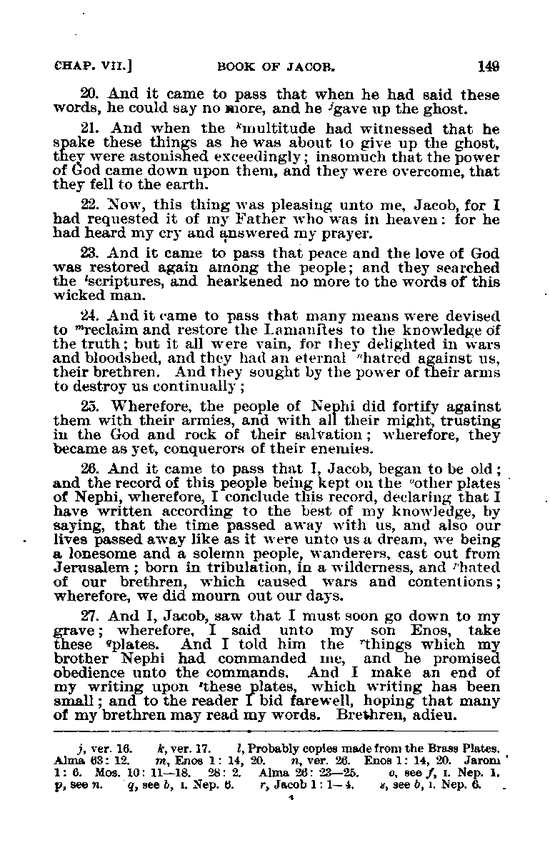 CHAP. VII.] BOOK OF JACOB. 149
20. And it came to pass that when he had said these
words, he could say no more, and he ʲgave up the ghost.
21. And when the ᵏmultitude had witnessed that he
spake these things as he was about to give up the ghost,
they were astonished exceedingly; insomuch that the power
of God came down upon them, and they were overcome, that
they fell to the earth.
22. Now, this thing was pleasing unto me, Jacob, for I
had requested it of my Father who was in heaven: for he
had heard my cry and answered my prayer.
23. And it came to pass that peace and the love of God
was restored again among the people; and they searched
the ˡscriptures, and hearkened no more to the words of this
wicked man.
24. And it came to pass that many means were devised
to ᵐreclaim and restore the Lamanites to the knowledge of
the truth; but it all were vain, for they delighted in wars
and bloodshed, and they had an eternal ⁿhatred against us,
their brethren. And they sought by the power of their arms
to destroy us continually;
25. Wherefore, the people of Nephi did fortify against
them with their armies, and with all their might, trusting
in the God and rock of their salvation; wherefore, they
became as yet, conquerors of their enemies.
26. And it came to pass that I, Jacob, began to be old;
and the record of this people being kept on the ᵒother plates
of Nephi, wherefore, I conclude this record, declaring that I
have written according to the best of my knowledge, by
saying, that the time passed away with us, and also our
lives passed away like as it were unto us a dream, we being
a lonesome and a solemn people, wanderers, cast out from
Jerusalem; born in tribulation, in a wilderness, and ᵖhated
of our brethren, which caused wars and contentions;
wherefore, we did mourn out our days.
27. And I, Jacob, saw that I must soon go down to my
grave; wherefore, I said unto my son Enos, take
these qplates. And I told him the ʳthings which my
brother Nephi had commanded me, and he promised
obedience unto the commands. And I make an end of
my writing upon ˢthese plates, which writing has been
small; and to the reader I bid farewell, hoping that many
of my brethren may read my words. Brethren, adieu.
j, ver. 16. k, ver. 17. l, Probably copies made from the Brass Plates.
Alma 63: 12. m, Enos 1: 14, 20. n, ver. 26. Enos 1: 14, 20. Jarom
1: 6. Mos. 10: 11—18. 28: 2. Alma 26: 23—25. o, see f, I. Nep. 1.
p, see n. q, see b, I. Nep. 6. r, Jacob 1: 1—4. s, see b, I. Nep. 6.